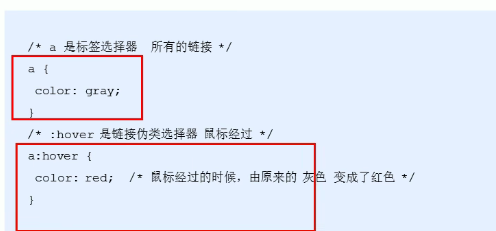 /* a 是标签选择器  所有的链接 */
a {
 color: gray;
}
/* :hover 是链接伪类选择器 鼠标经过 */
a:hover {
 color: red;  /* 鼠标经过的时候，由原来的 灰色 变成了红色 */
}